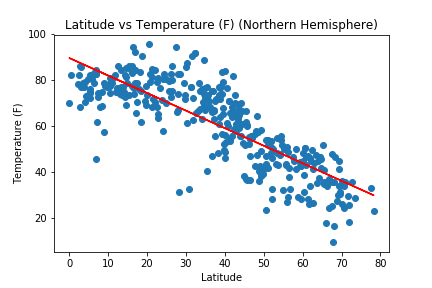 Latitude vs Temperature (F) (Northern Hemisphere)
100
80
60
40
20
Temperature (F)
0 10 20 30 40 50 60 70 80
Latitude